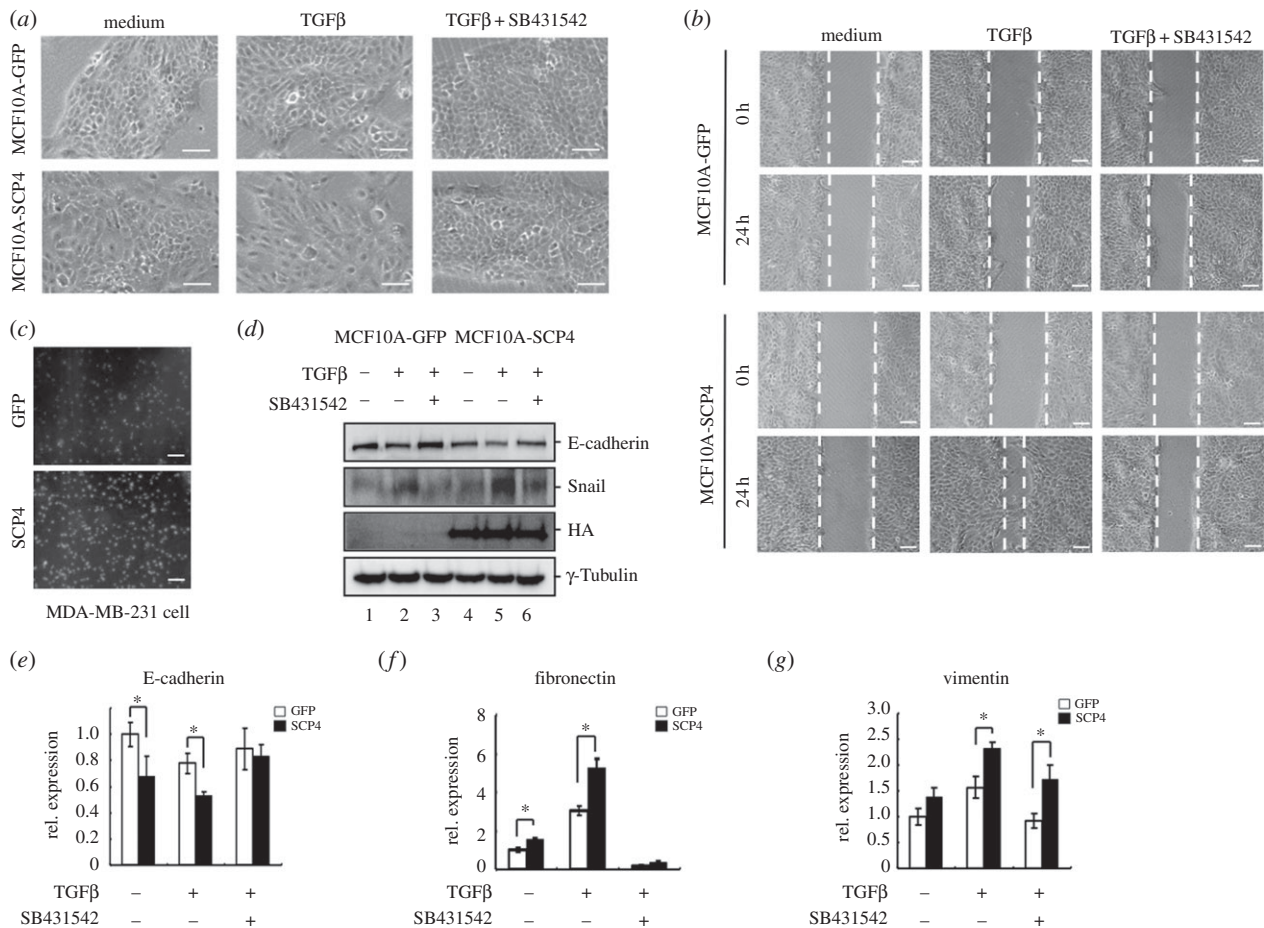 (a)
medium
TGFβ
TGFβ + SB431542
MCF10A-GFP
MCF10A-SCP4
(b)
medium
TGFβ
TGFβ + SB431542
MCF10A-GFP
0 h
24 h
MCF10A-SCP4
0 h
24 h
(c)
GFP
SCP4
MDA-MB-231 cell
(d)
MCF10A-GFP MCF10A-SCP4
TGFβ – + + – + +
SB431542 – – + – – +
E-cadherin
Snail
HA
γ-Tubulin
1 2 3 4 5 6
(e)
E-cadherin
GFP
SCP4
rel. expression
1.0
0.8
0.6
0.4
0.2
0
* *
TGFβ – + +
SB431542 – – +
(f)
fibronectin
GFP
SCP4
rel. expression
8
6
4
2
0
* *
TGFβ – + +
SB431542 – – +
(g)
vimentin
GFP
SCP4
rel. expression
3.0
2.5
2.0
1.5
1.0
0.5
0
* *
TGFβ – + +
SB431542 – – +